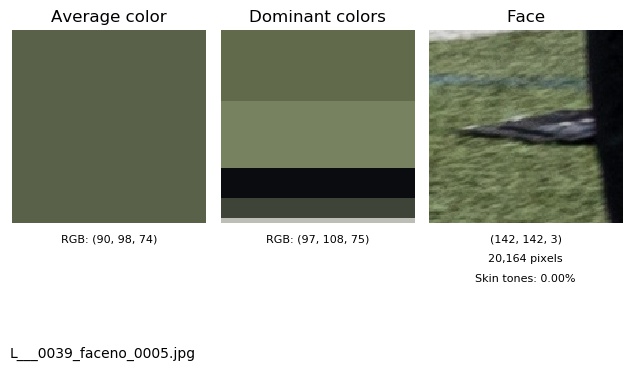 Average color
Dominant colors
Face
RGB: (90, 98, 74)
RGB: (97, 108, 75)
(142, 142, 3)
20,164 pixels
Skin tones: 0.00%
L___0039_faceno_0005.jpg